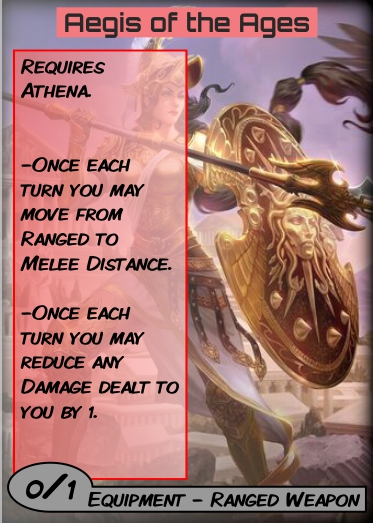 Aegis of the Ages
Requires
Athena.
-Once each
turn you may
move from
Ranged to
Melee Distance.
-Once each
turn you may
reduce any
Damage dealt to
you by 1.
0/1
Equipment - Ranged Weapon